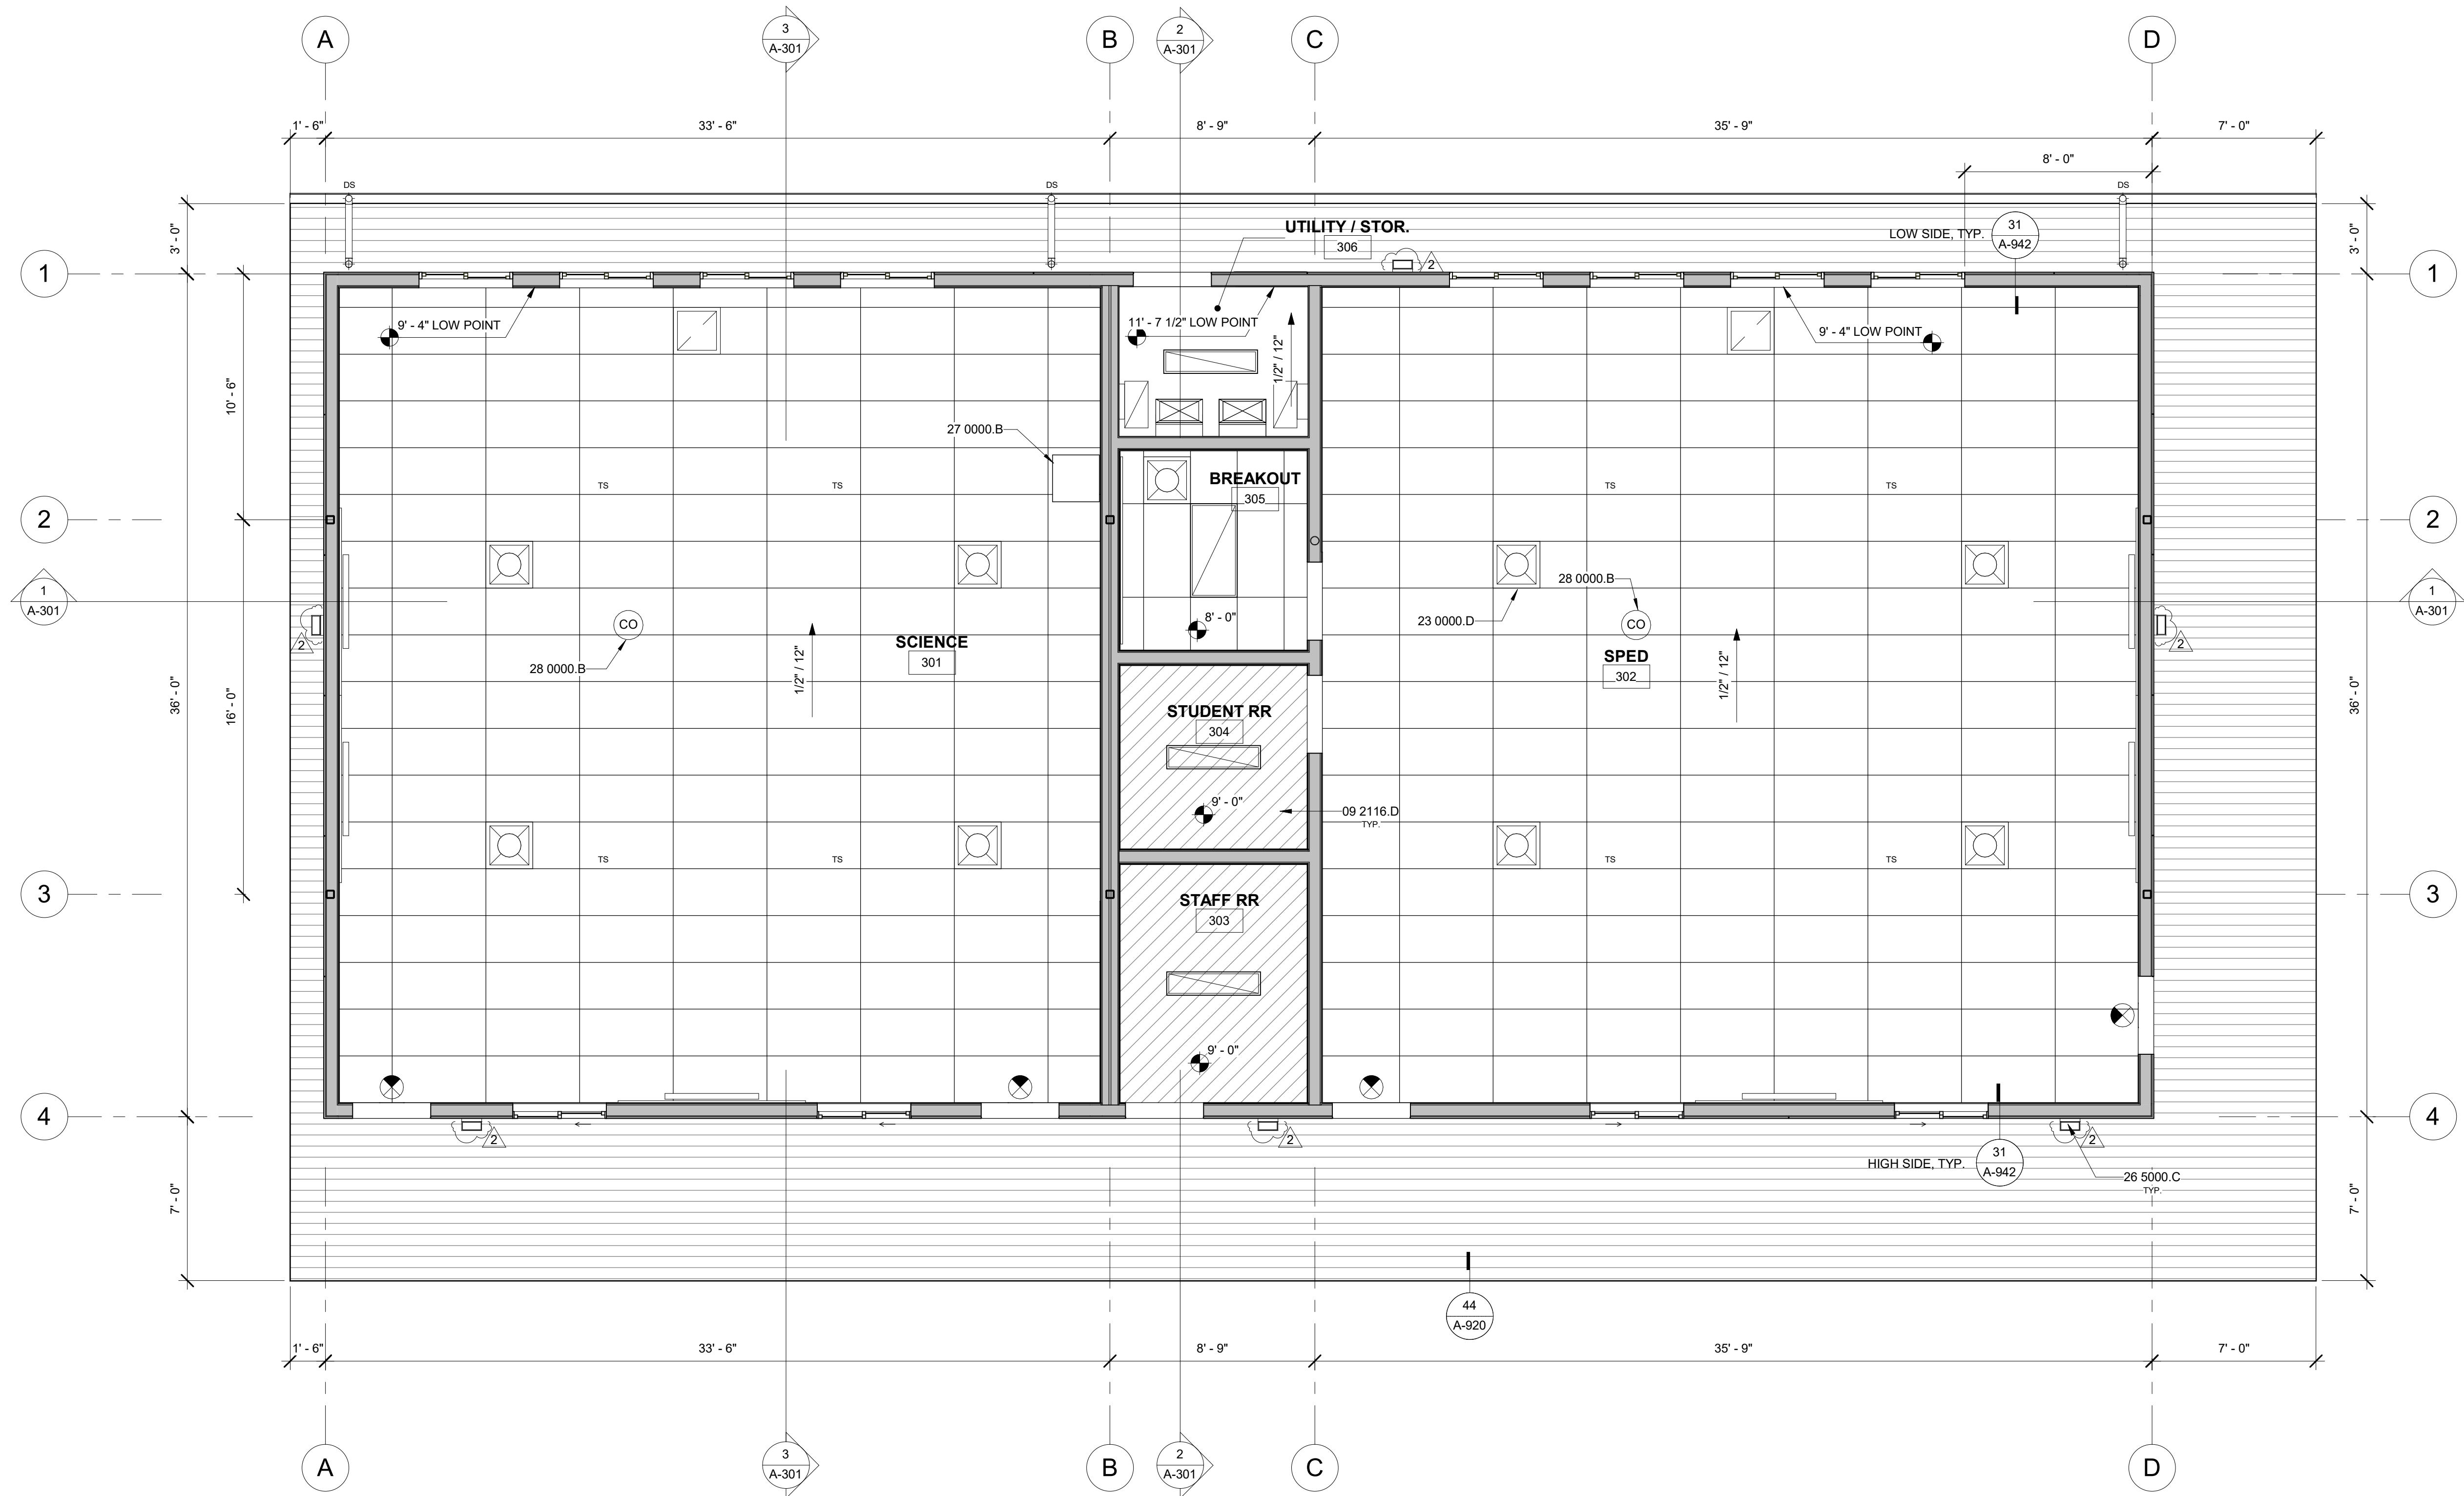 3
A-301
2
A-301
A
B
C
D
1' - 6"
33' - 6"
8' - 9"
35' - 9"
7' - 0"
8' - 0"
DS
DS
DS
3' - 0"
3' - 0"
UTILITY / STOR.
306
LOW SIDE, TYP.
31
A-942
2
1
1
9' - 4" LOW POINT
11' - 7 1/2" LOW POINT
9' - 4" LOW POINT
1/2" / 12"
10' - 6"
27 0000.B
BREAKOUT
305
TS
TS
TS
TS
2
2
28 0000.B
1
A-301
1
A-301
8' - 0"
23 0000.D
CO
CO
2
2
SCIENCE
301
28 0000.B
1/2" / 12"
SPED
302
1/2" / 12"
36' - 0"
16' - 0"
36' - 0"
STUDENT RR
304
9' - 0"
09 2116.D
TYP.
TS
TS
TS
TS
3
3
STAFF RR
303
9' - 0"
4
4
2
2
2
HIGH SIDE, TYP.
31
A-942
26 5000.C
TYP.
7' - 0"
7' - 0"
44
A-920
1' - 6"
33' - 6"
8' - 9"
35' - 9"
7' - 0"
3
A-301
2
A-301
A
B
C
D